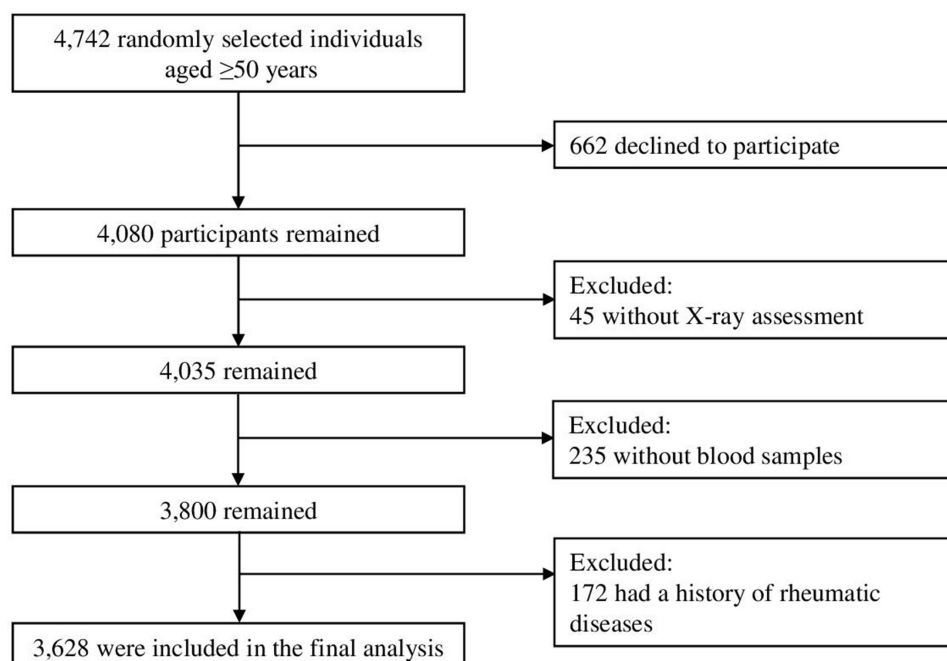 4,742 randomly selected individuals
aged ≥50 years
662 declined to participate
4,080 participants remained
Excluded:
45 without X-ray assessment
4,035 remained
Excluded:
235 without blood samples
3,800 remained
Excluded:
172 had a history of rheumatic
diseases
3,628 were included in the final analysis